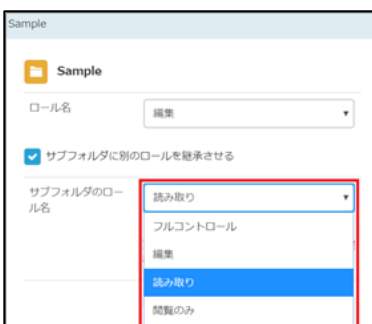 Sample
Sample
ロール名
編集
サブフォルダに別のロールを継承させる
サブフォルダのロー
ル名
読み取り
フルコントロール
編集
読み取り
閲覧のみ